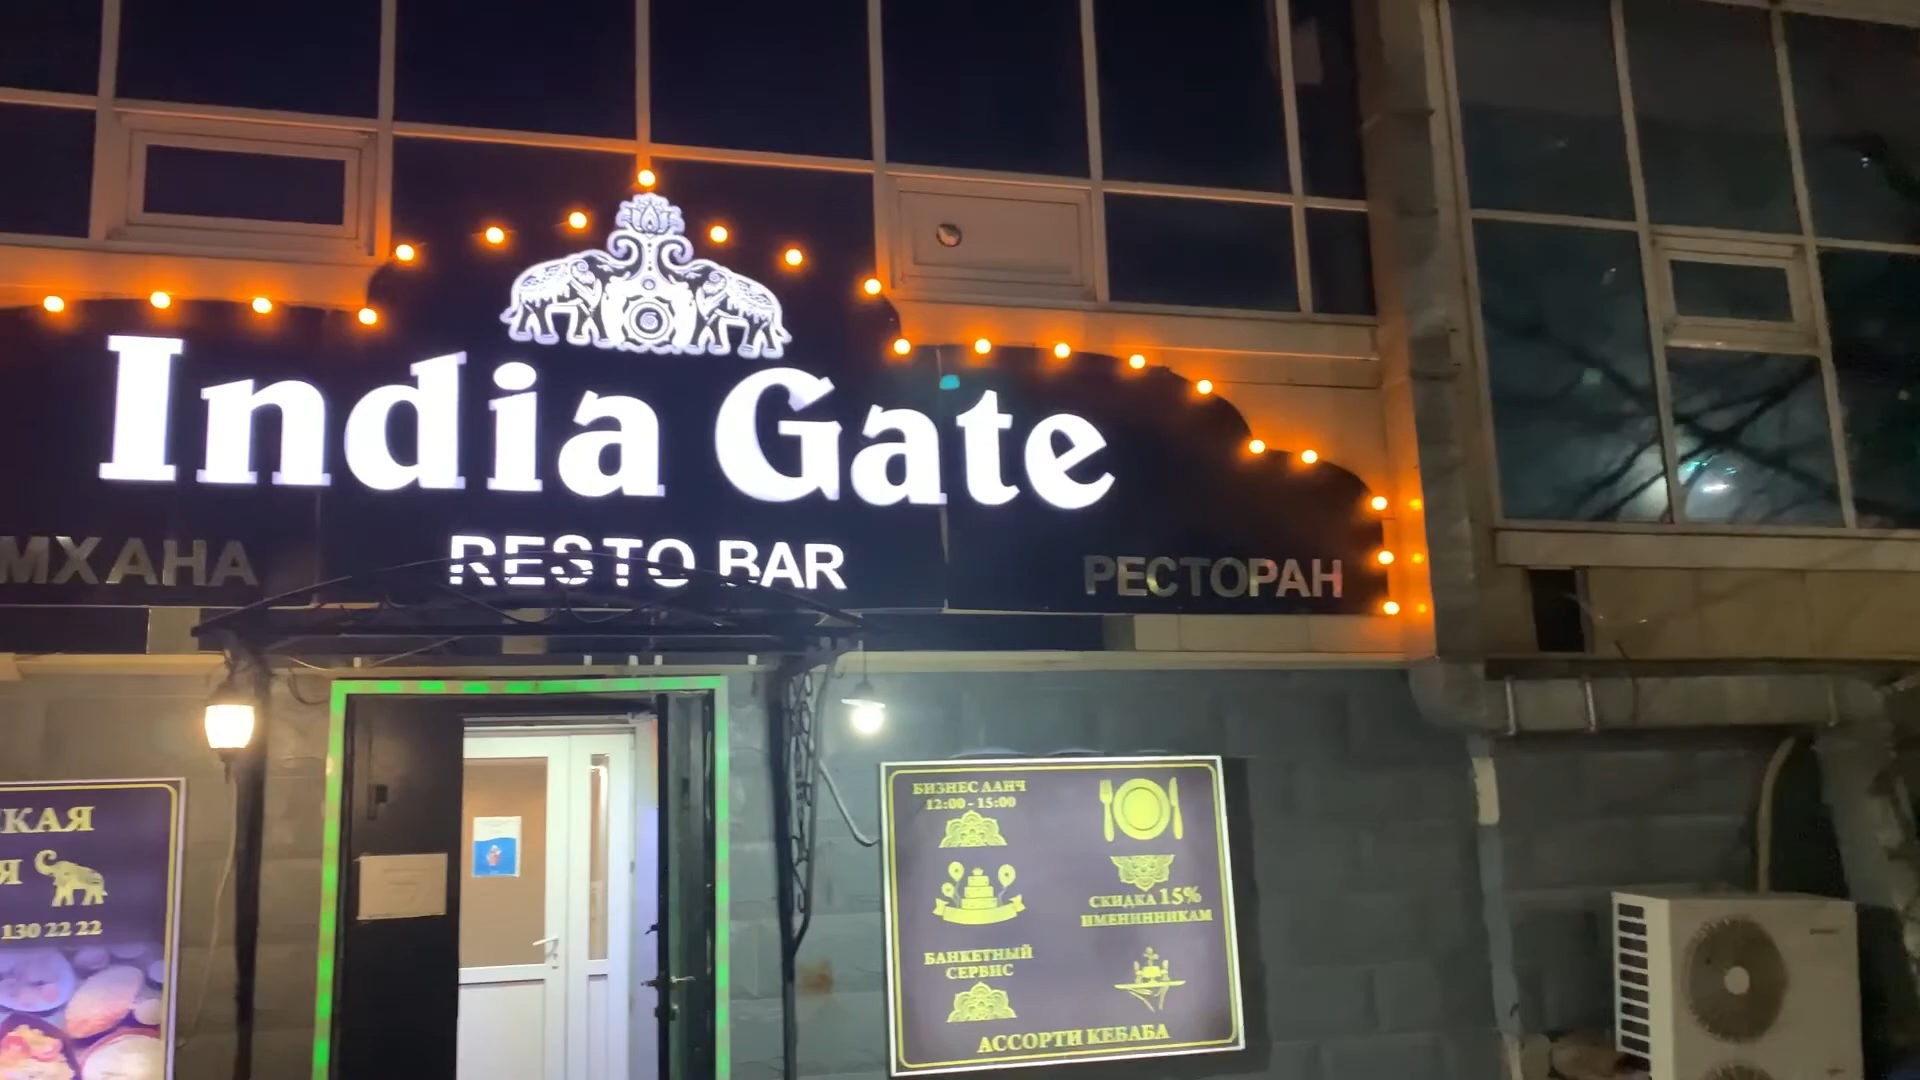 India Gate
МХАНА
RESTO BAR
РЕСТОРАН
КАЯ
Я
130 22 22
БИЗНЕС ЛАНЧ
12:00 - 15:00
СКИДКА 15%
ИМЕНИННИКАМ
БАНКЕТНЫЙ
СЕРВИС
АССОРТИ КЕБАБА